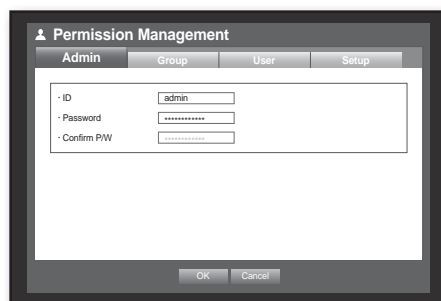 Permission Management
Admin Group User Setup
· ID admin
· Password ************
· Confirm P/W ************
OK Cancel